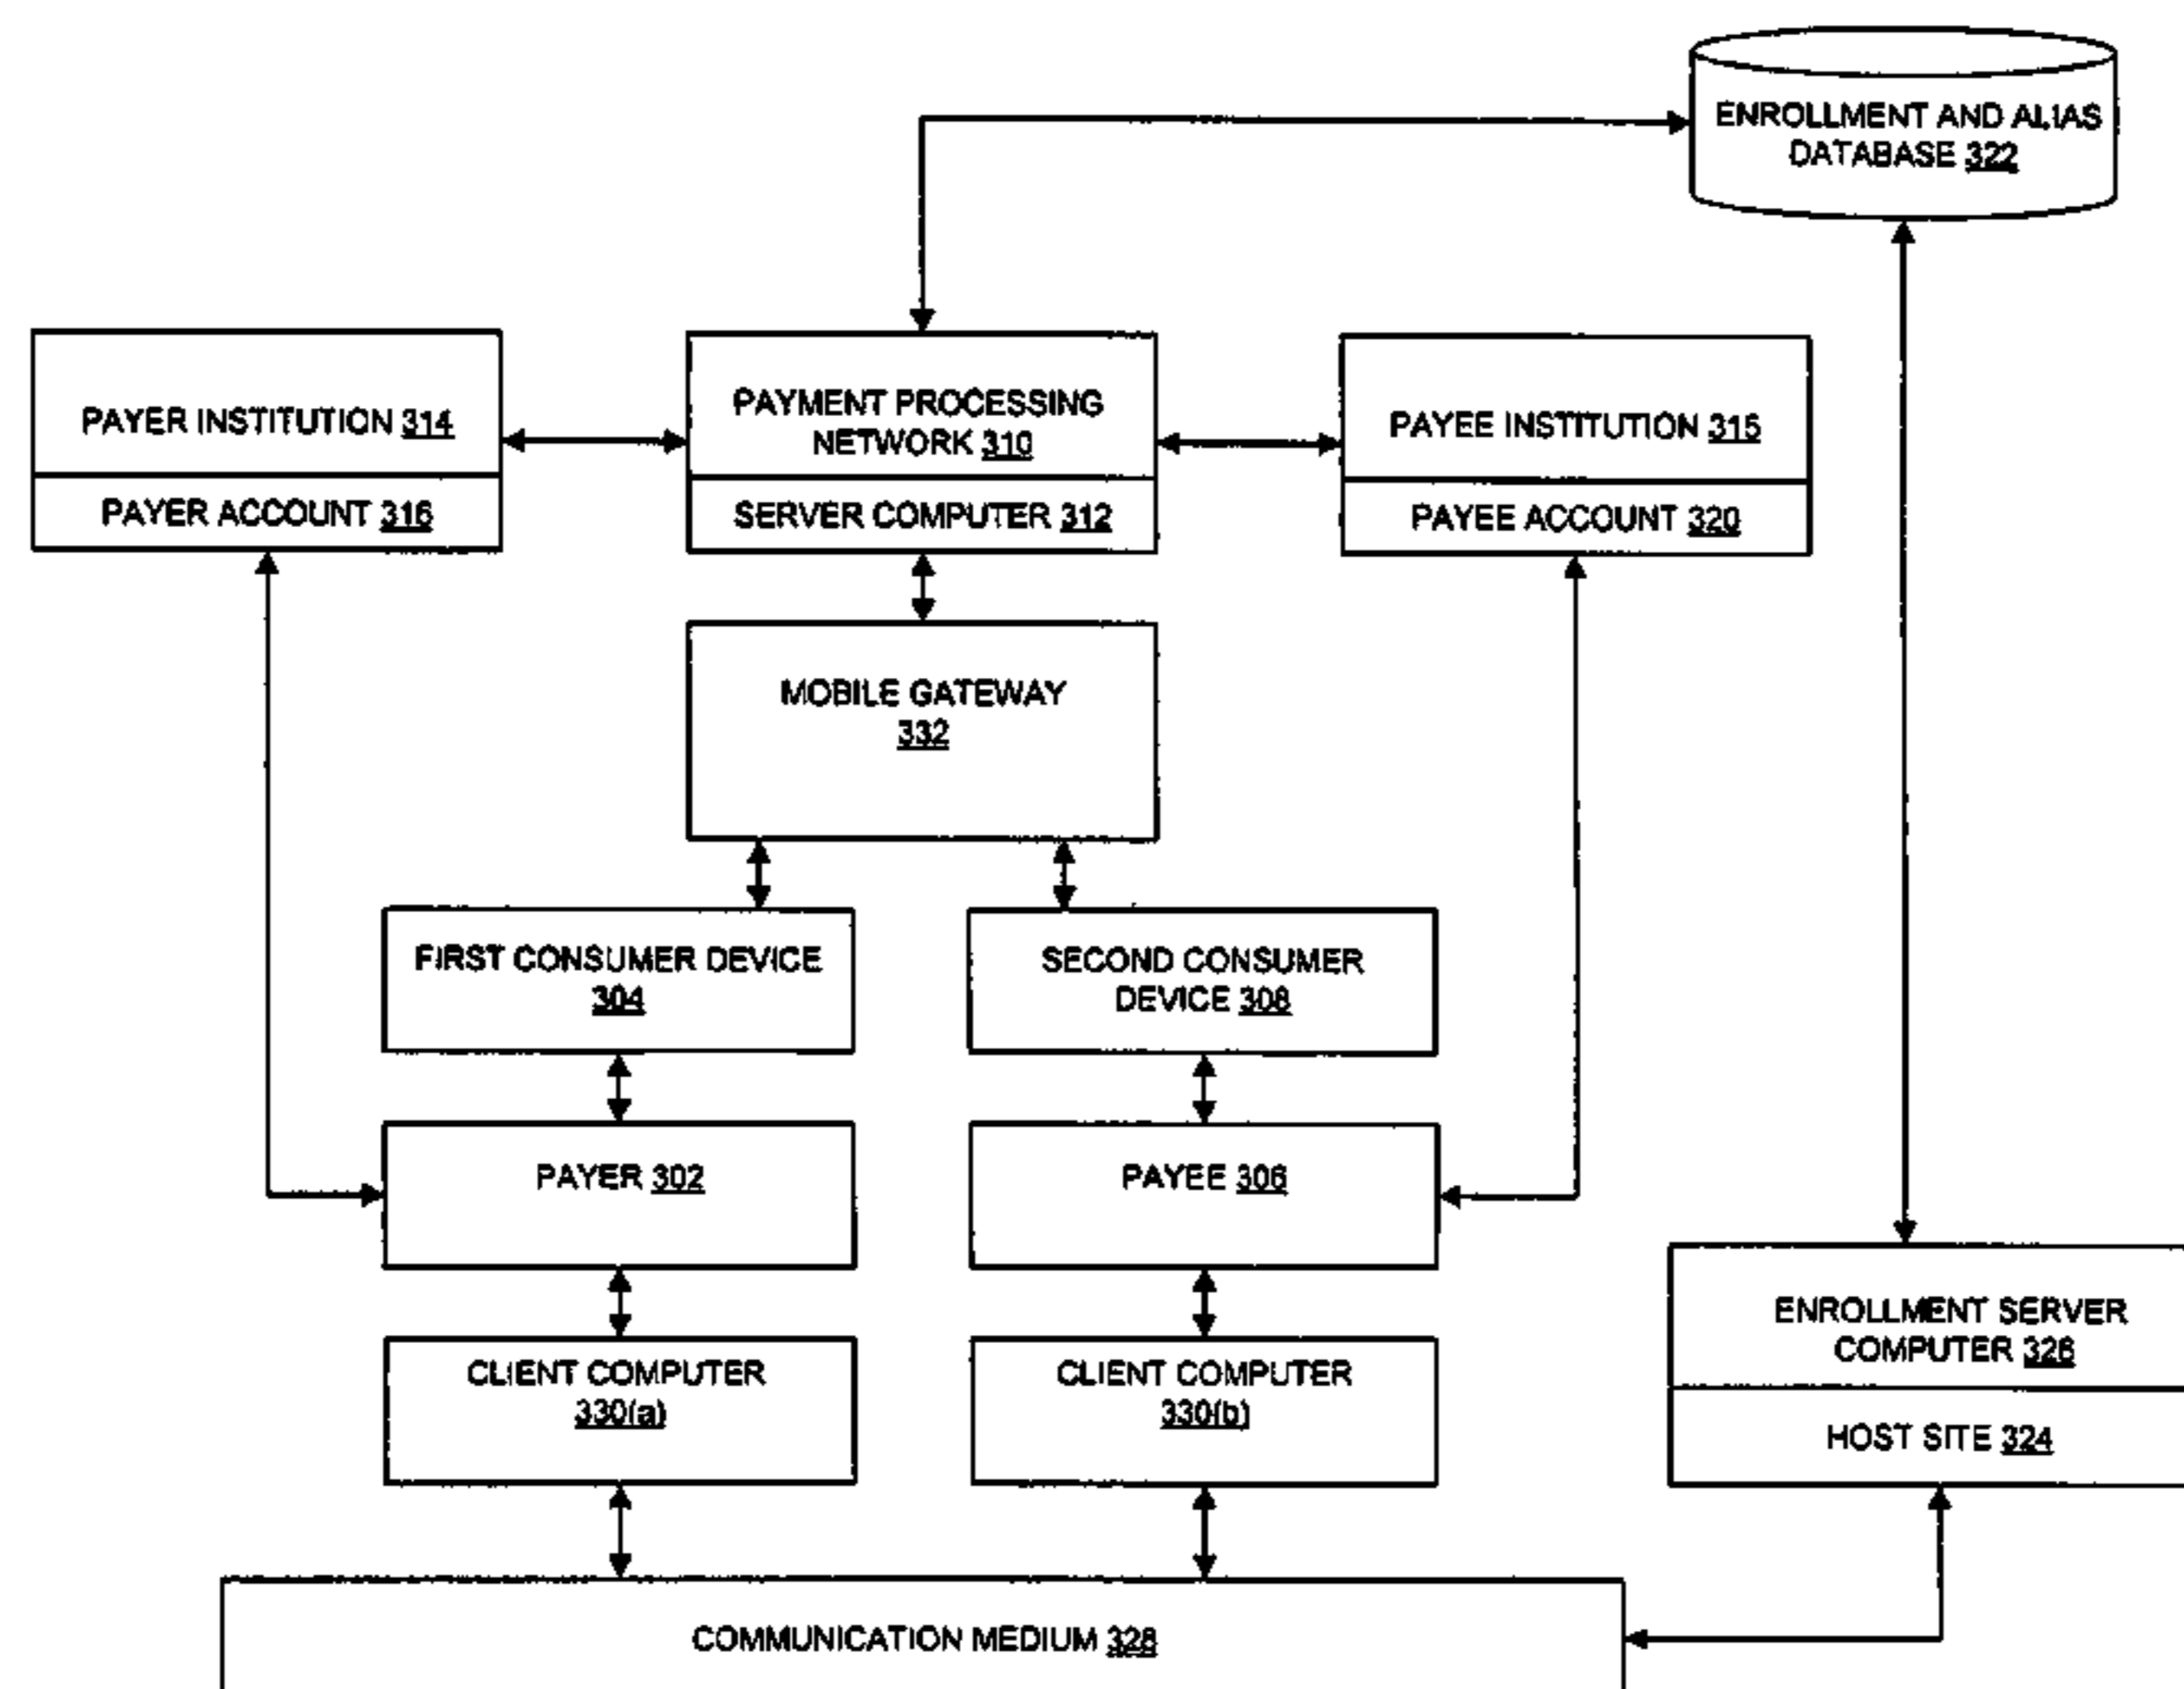 ENROLLMENT AND ALIAS
DATABASE 322
PAYER INSTITUTION 314
PAYER ACCOUNT 316
PAYMENT PROCESSING
NETWORK 310
SERVER COMPUTER 312
PAYEE INSTITUTION 315
PAYEE ACCOUNT 320
MOBILE GATEWAY
332
FIRST CONSUMER DEVICE
304
SECOND CONSUMER
DEVICE 308
PAYER 302
PAYEE 306
CLIENT COMPUTER
330(a)
CLIENT COMPUTER
330(b)
ENROLLMENT SERVER
COMPUTER 326
HOST SITE 324
COMMUNICATION MEDIUM 328